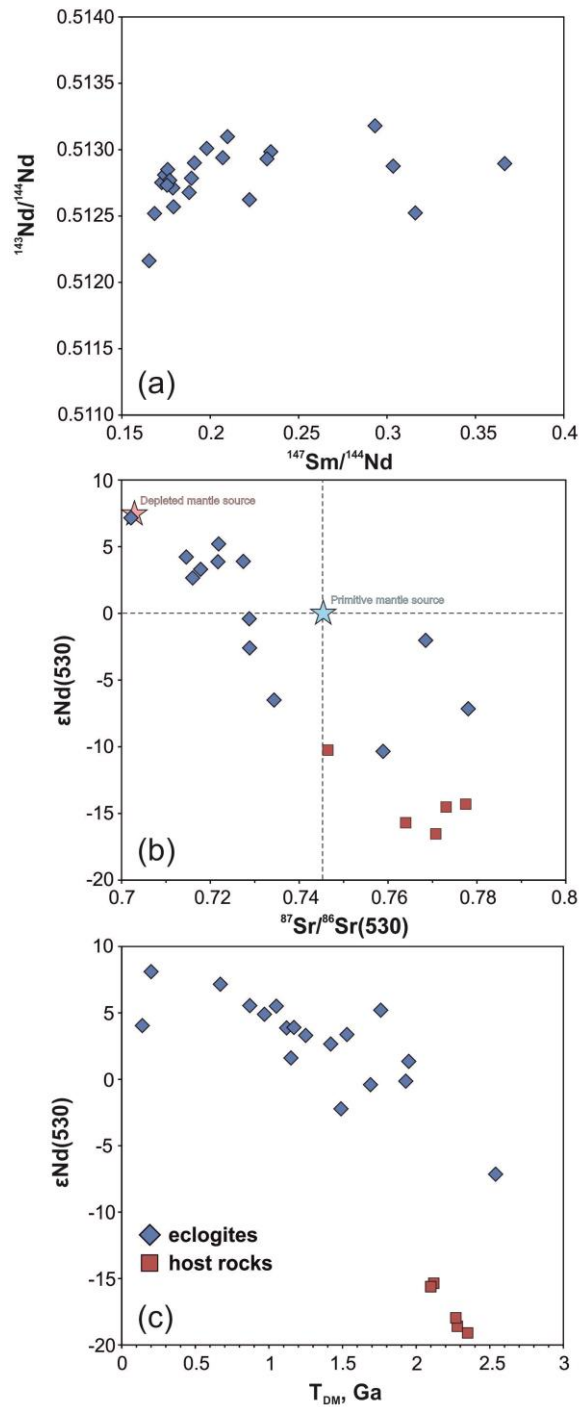 0.5140
0.5135
0.5130
0.5125
0.5120
0.5115
0.5110
¹⁴³Nd/¹⁴⁴Nd
(a)
0.15 0.2 0.25 0.3 0.35 0.4
¹⁴⁷Sm/¹⁴⁴Nd
10
5
0
-5
-10
-15
-20
εNd(530)
Depleted mantle source
Primitive mantle source
(b)
0.7 0.72 0.74 0.76 0.78 0.8
⁸⁷Sr/⁸⁶Sr(530)
10
5
0
-5
-10
-15
-20
εNd(530)
eclogites
host rocks
(c)
0 0.5 1 1.5 2 2.5 3
T_DM, Ga